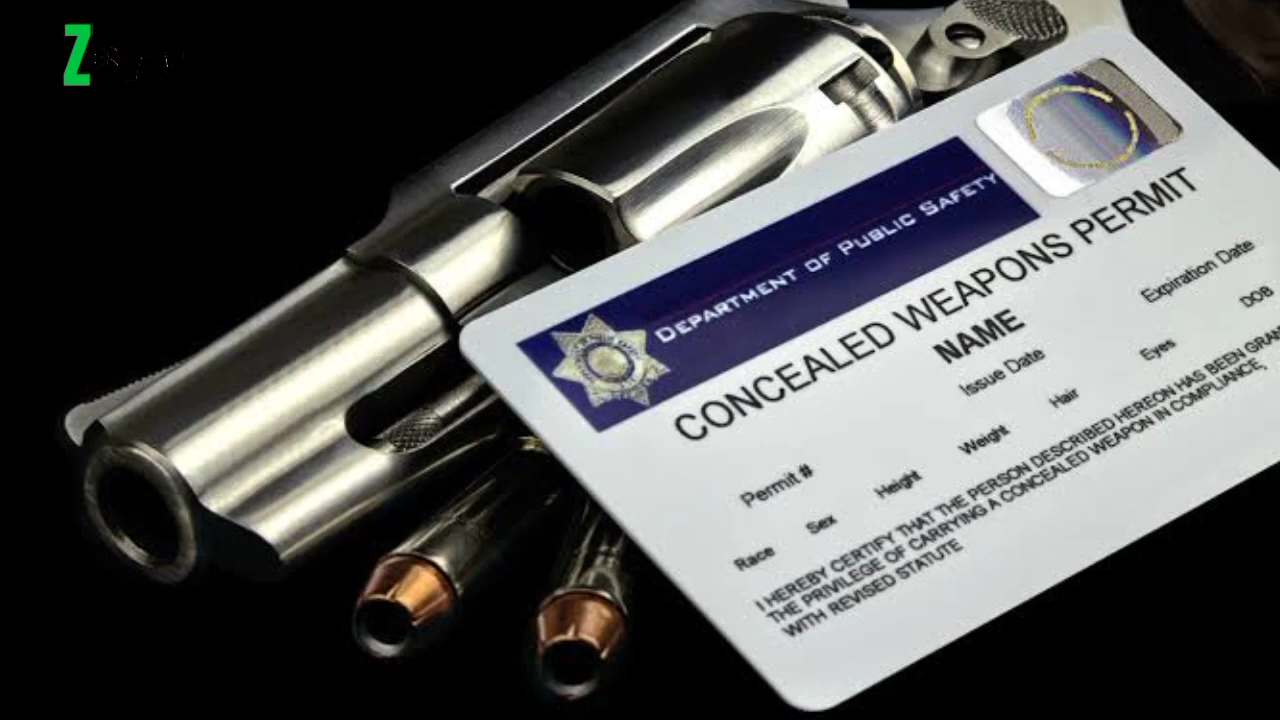 Z
DEPARTMENT OF PUBLIC SAFETY
CONCEALED WEAPONS PERMIT
NAME
Permit #
Issue Date
Expiration Date
Race
Sex
Height
Weight
Hair
Eyes
DOB
I HEREBY CERTIFY THAT THE PERSON DESCRIBED HEREON HAS BEEN
THE PRIVILEGE OF CARRYING A CONCEALED WEAPON IN COMPLIANCE,
WITH REVISED STATUTE